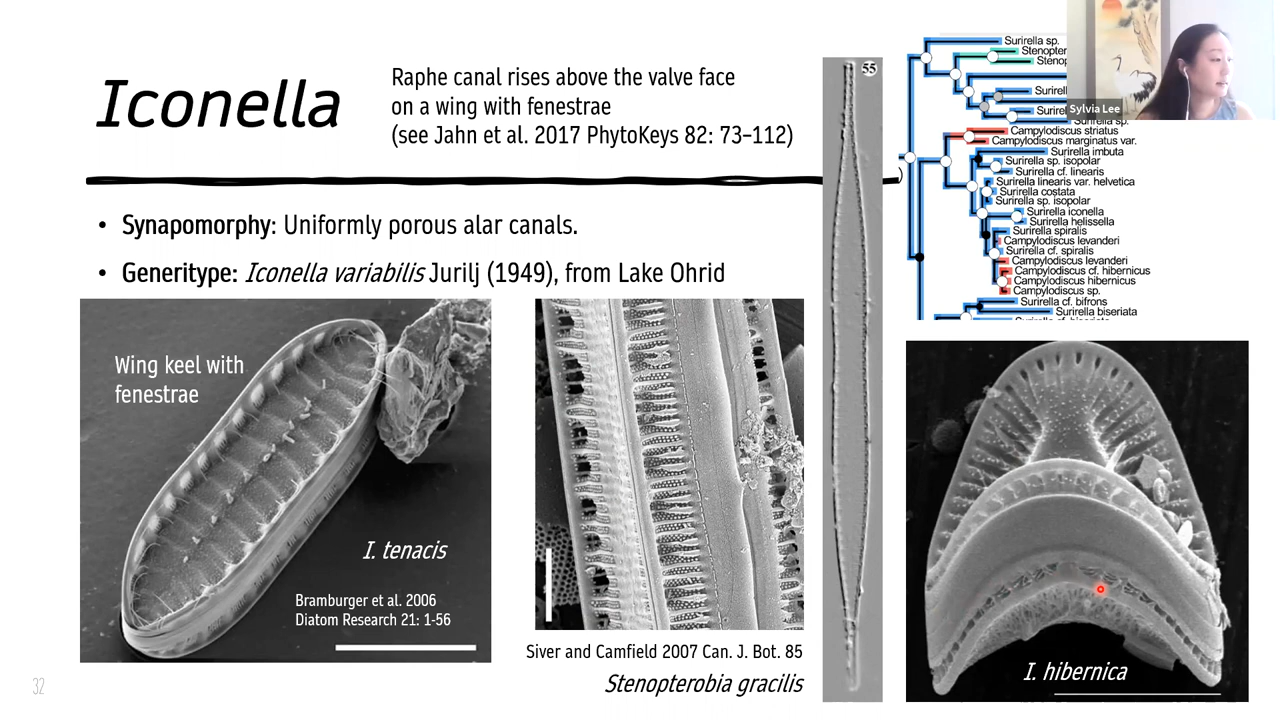 Iconella
Raphe canal rises above the valve face
on a wing with fenestrae
(see Jahn et al. 2017 PhytoKeys 82: 73–112)
• Synapomorphy: Uniformly porous alar canals.
• Generitype: Iconella variabilis Jurilj (1949), from Lake Ohrid
Wing keel with
fenestrae
I. tenacis
Bramburger et al. 2006
Diatom Research 21: 1-56
Siver and Camfield 2007 Can. J. Bot. 85
Stenopterobia gracilis
55
Surirella sp.
Campylodiscus striatus
Campylodiscus marginatus var.
Surirella imbuta
Surirella sp. isopolar
Surirella cf. linearis
Surirella linearis var. helvetica
Surirella costata
Surirella sp. isopolar
Surirella iconella
Surirella helissella
Surirella spiralis
Campylodiscus levanderi
Surirella cf. spiralis
Campylodiscus levanderi
Campylodiscus cf. hibernicus
Campylodiscus hibernicus
Campylodiscus sp.
Surirella cf. bifrons
Surirella biseriata
Sylvia Lee
I. hibernica
32